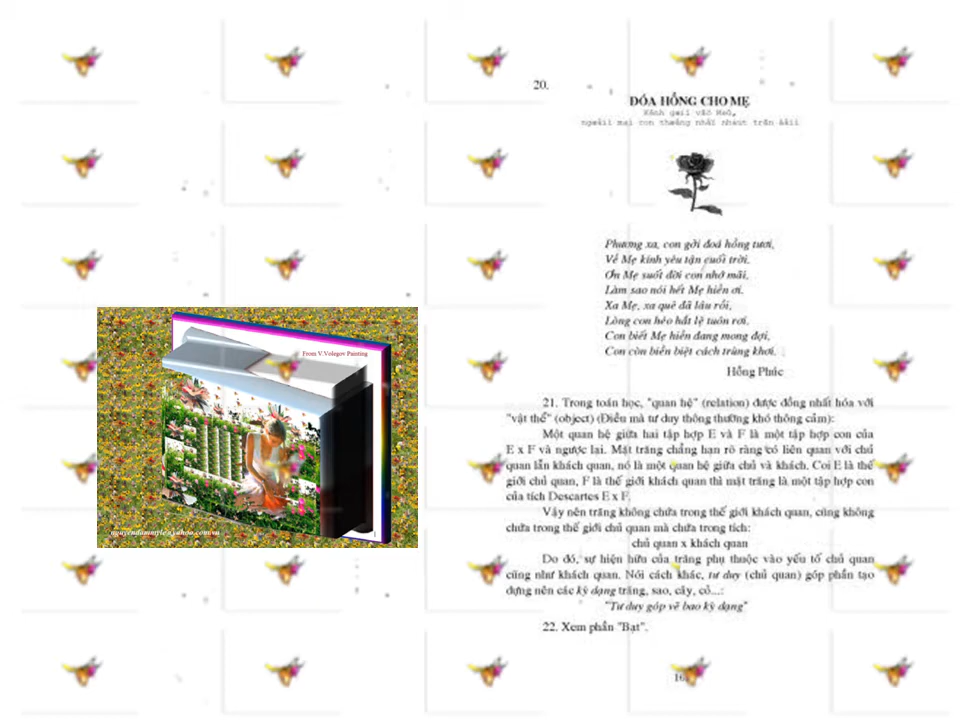 20.
ĐÓA HỒNG CHO MẸ
Phương xa, con gởi đoá hồng tươi,
Về Mẹ kính yêu tận cuối trời.
Ơn Mẹ suốt đời con nhớ mãi,
Làm sao nói hết Mẹ hiền ơi.
Xa Mẹ, xa quê đã lâu rồi,
Lòng con héo hắt lệ tuôn rơi.
Con biết Mẹ hiền đang mong đợi,
Con còn biền biệt cách trùng khơi.
Hồng Phúc
21. Trong toán học, "quan hệ" (relation) được đồng nhất hóa với
"vật thể" (object) (Điều mà tư duy thông thường khó thông cảm):
Một quan hệ giữa hai tập hợp E và F là một tập hợp con của
E x F và ngược lại. Mặt trăng chẳng hạn rõ ràng có liên quan với chủ
quan lẫn khách quan, nó là một quan hệ giữa chủ và khách. Coi E là thế
giới chủ quan, F là thế giới khách quan thì mặt trăng là một tập hợp con
của tích Descartes E x F.
Vậy nên trăng không chứa trong thế giới khách quan, cũng không
chứa trong thế giới chủ quan mà chứa trong tích:
chủ quan x khách quan
Do đó, sự hiện hữu của trăng phụ thuộc vào yếu tố chủ quan
cũng như khách quan. Nói cách khác, tư duy (chủ quan) góp phần tạo
dựng nên các kỳ dạng trăng, sao, cây, cỏ...:
"Tư duy góp vẽ bao kỳ dạng"
22. Xem phần "Bạt".
From V.Volegov Painting